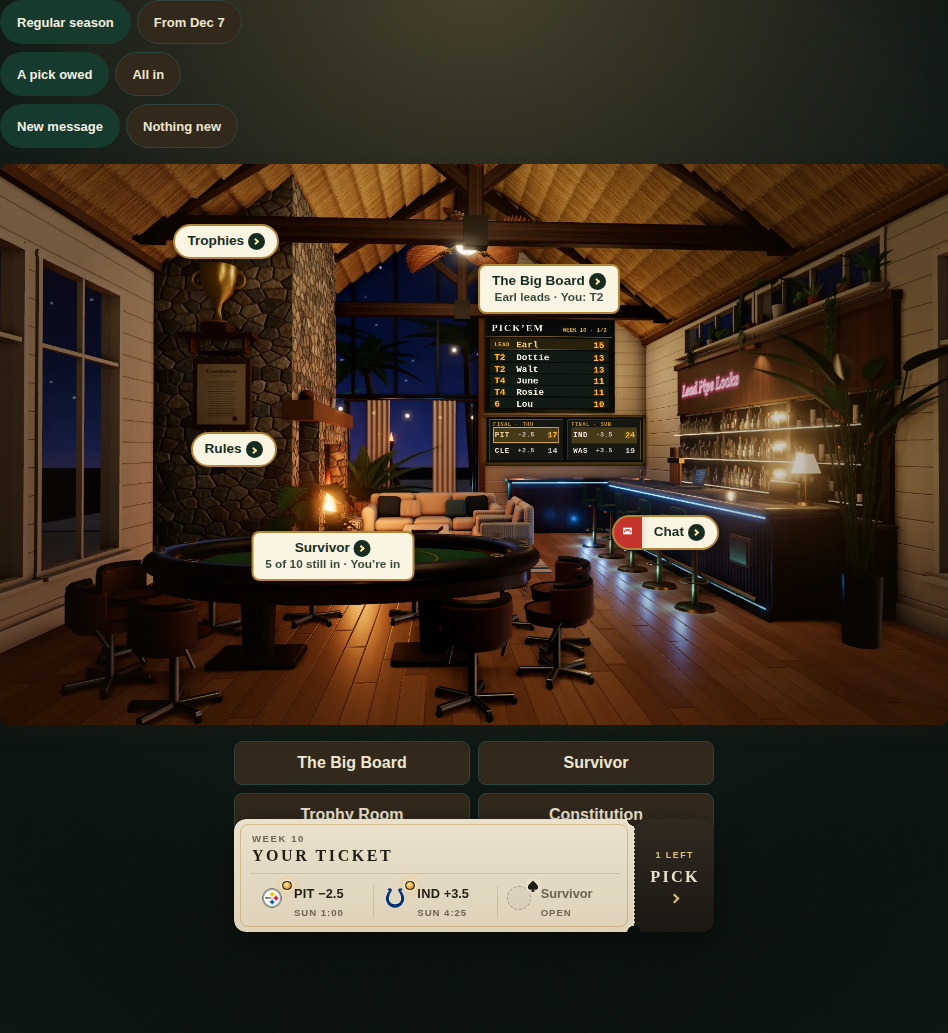 Regular season
From Dec 7
A pick owed
All in
New message
Nothing new
Trophies
The Big Board
Earl leads · You: T2
PICK'EM
WEEK 10 · 1/2
LEAD Earl 15
T2 Dottie 13
T2 Walt 13
T4 June 11
T4 Rosie 11
6 Lou 10
FINAL · THU
PIT -2.5 17
CLE +2.5 14
FINAL · SUN
IND -3.5 24
WAS +3.5 19
Lead Pipe Locks
Constitution
Rules
Chat
Survivor
5 of 10 still in · You're in
The Big Board
Survivor
Trophy Room
Constitution
WEEK 10
YOUR TICKET
PIT −2.5
SUN 1:00
IND +3.5
SUN 4:25
Survivor
OPEN
1 LEFT
PICK